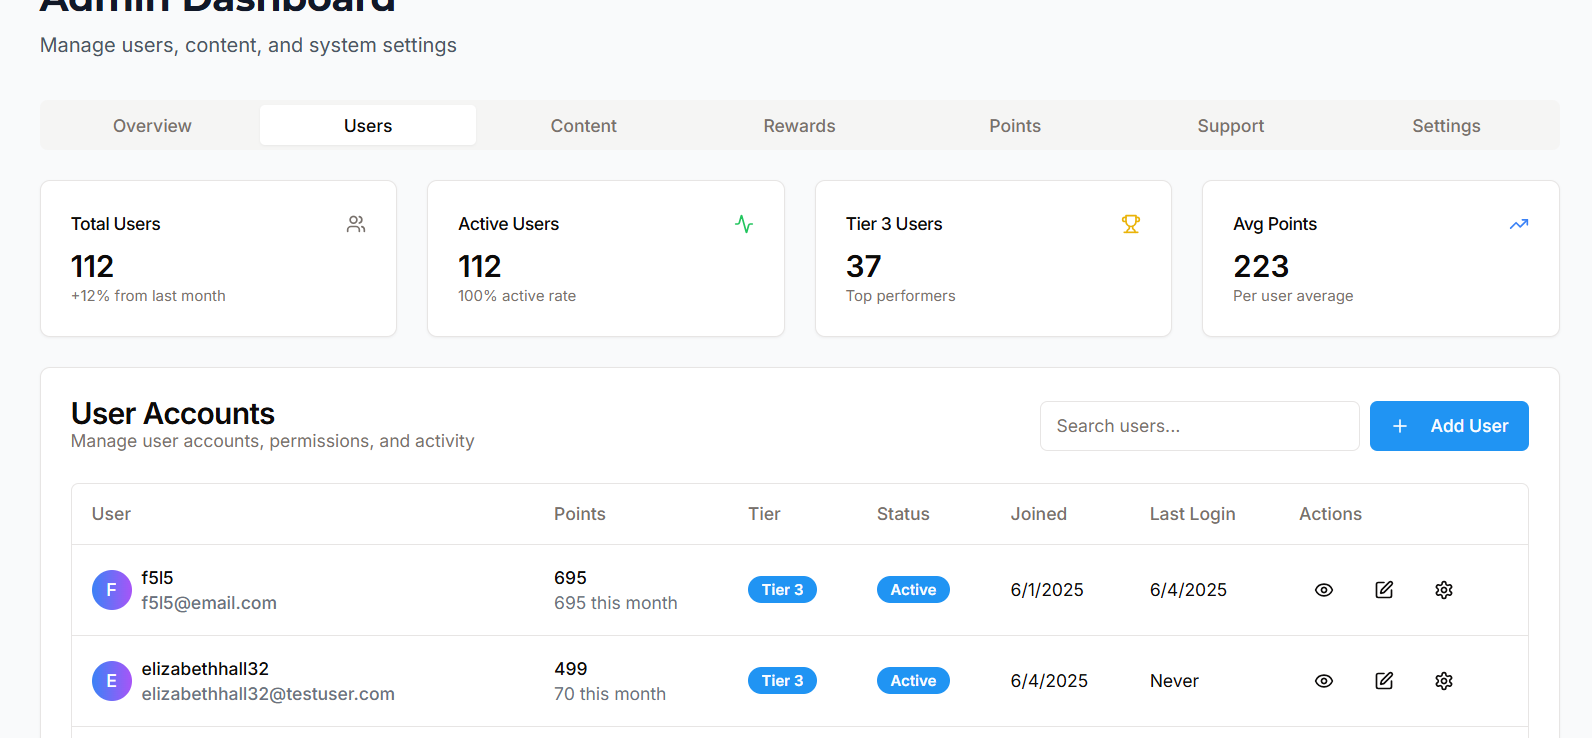 Admin Dashboard
Manage users, content, and system settings
Overview Users Content Rewards Points Support Settings
Total Users
112
+12% from last month
Active Users
112
100% active rate
Tier 3 Users
37
Top performers
Avg Points
223
Per user average
User Accounts
Manage user accounts, permissions, and activity
Search users...
+ Add User
User Points Tier Status Joined Last Login Actions
F f5l5 695 Tier 3 Active 6/1/2025 6/4/2025
f5l5@email.com 695 this month
E elizabethhall32 499 Tier 3 Active 6/4/2025 Never
elizabethhall32@testuser.com 70 this month